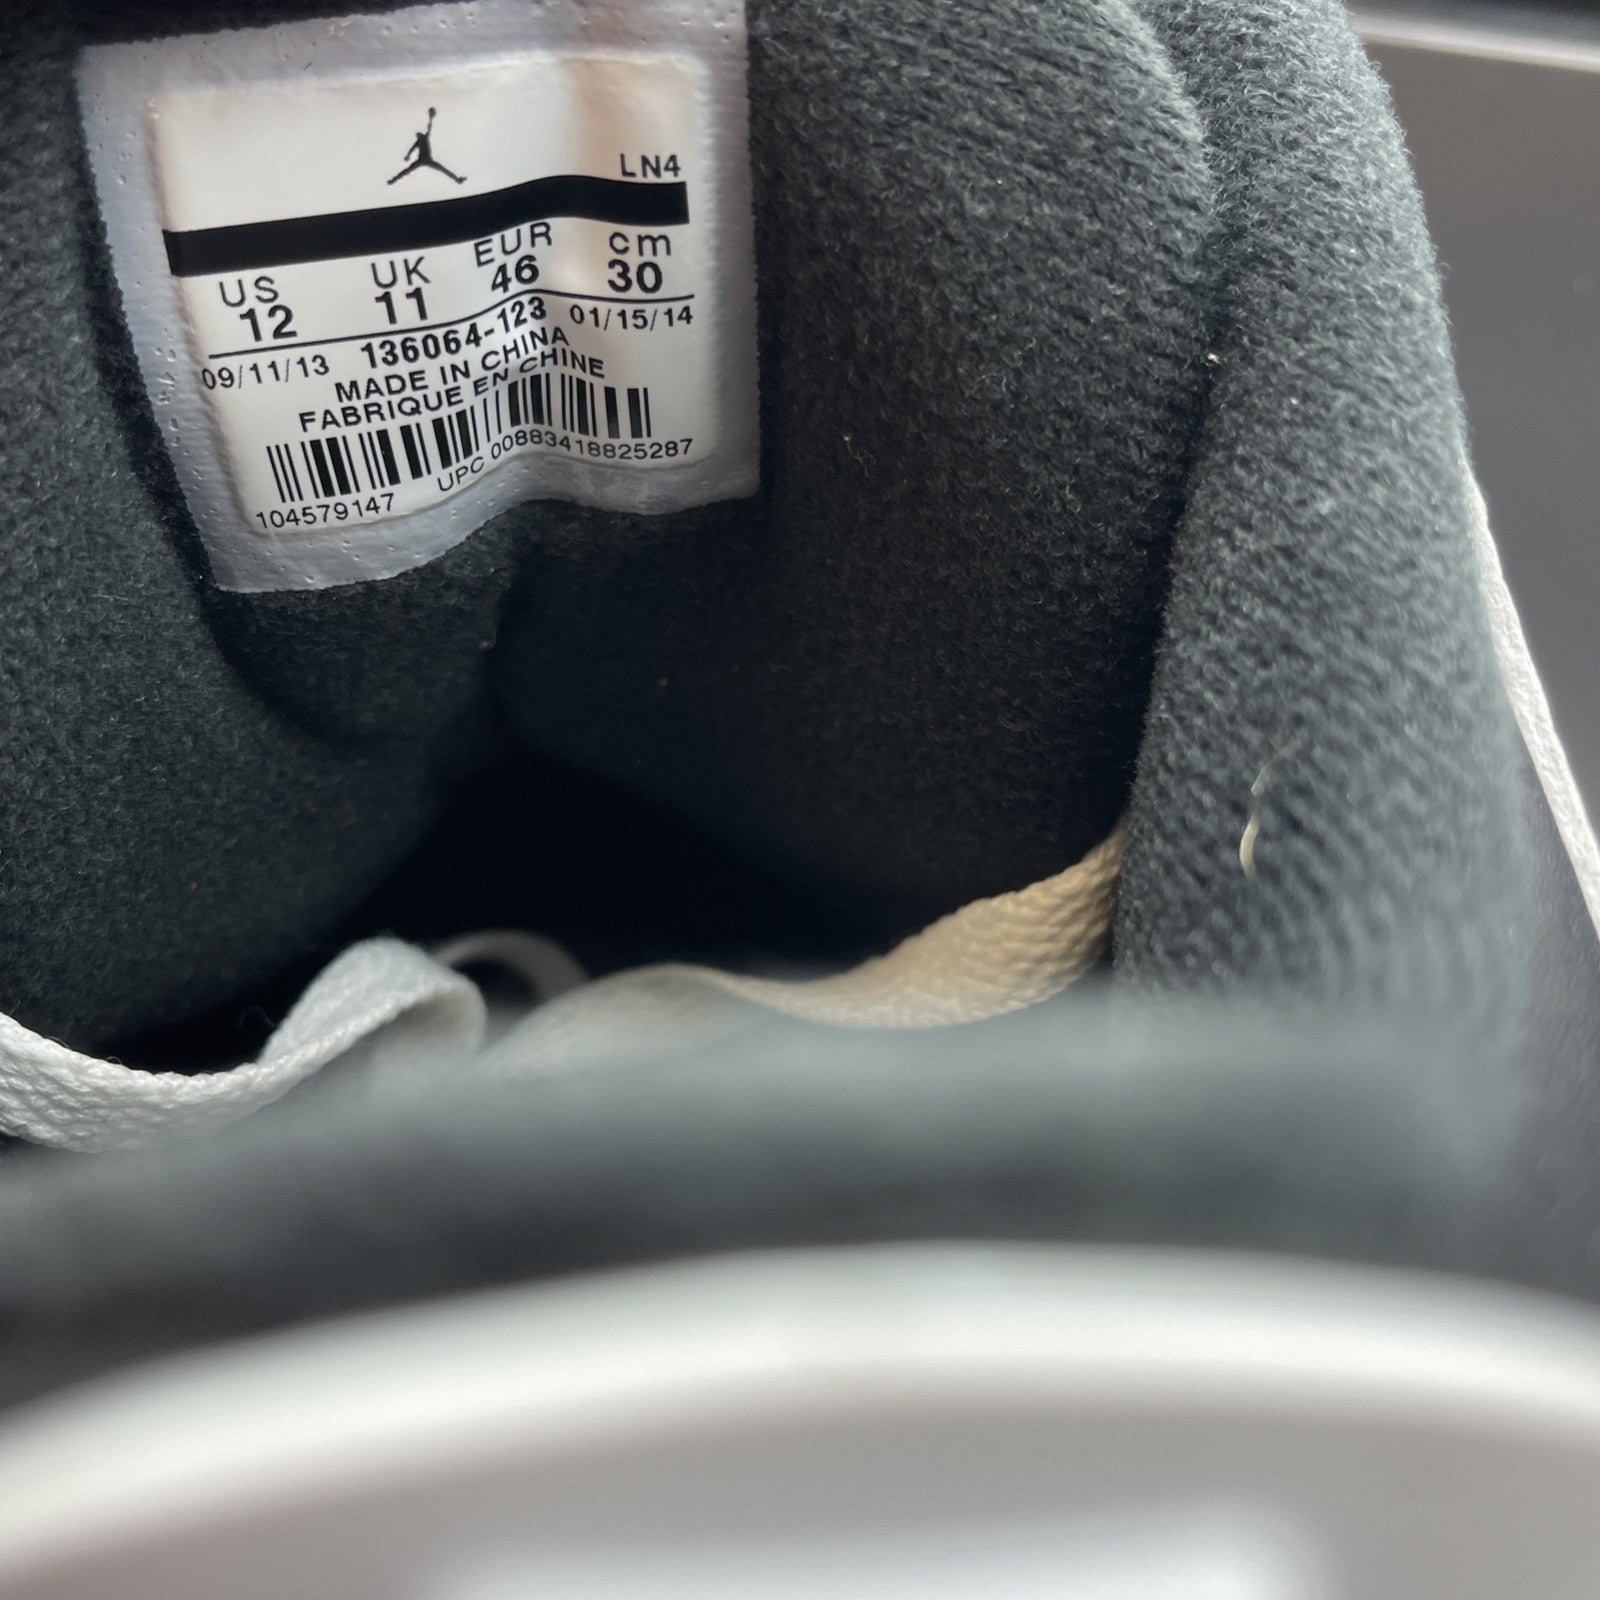 LN4
US UK EUR cm
12 11 46 30
09/11/13 136064-123 01/15/14
MADE IN CHINA
FABRIQUE EN CHINE
104579147 UPC 00883418825287